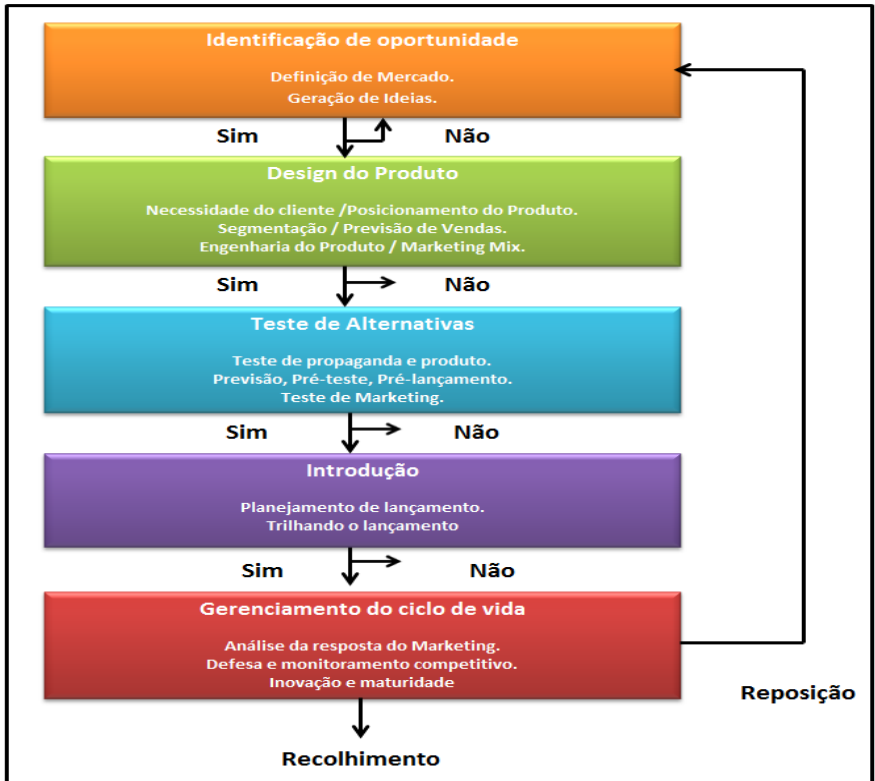 Identificação de oportunidade
Definição de Mercado.
Geração de Ideias.
Sim Não
Design do Produto
Necessidade do cliente /Posicionamento do Produto.
Segmentação / Previsão de Vendas.
Engenharia do Produto / Marketing Mix.
Sim Não
Teste de Alternativas
Teste de propaganda e produto.
Previsão, Pré-teste, Pré-lançamento.
Teste de Marketing.
Sim Não
Introdução
Planejamento de lançamento.
Trilhando o lançamento
Sim Não
Gerenciamento do ciclo de vida
Análise da resposta do Marketing.
Defesa e monitoramento competitivo.
Inovação e maturidade
Reposição
Recolhimento